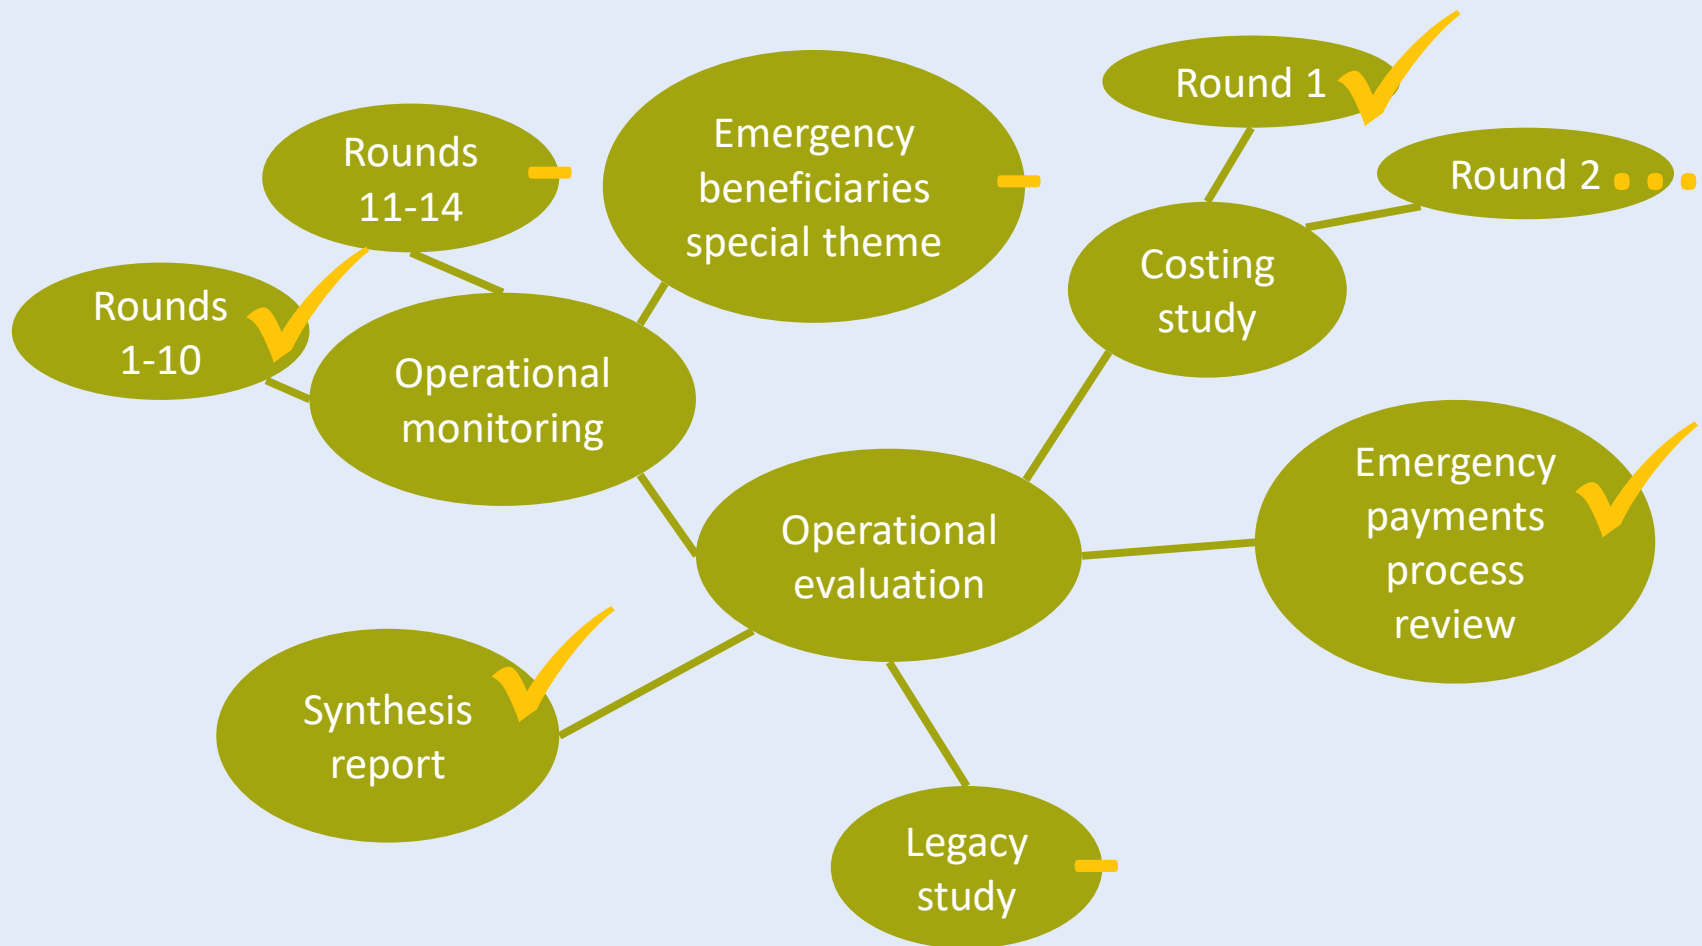 Round 1
Rounds
11-14
Emergency
beneficiaries
special theme
Round 2
Costing
study
Rounds
1-10
Operational
monitoring
Emergency
payments
process
review
Operational
evaluation
Synthesis
report
Legacy
study